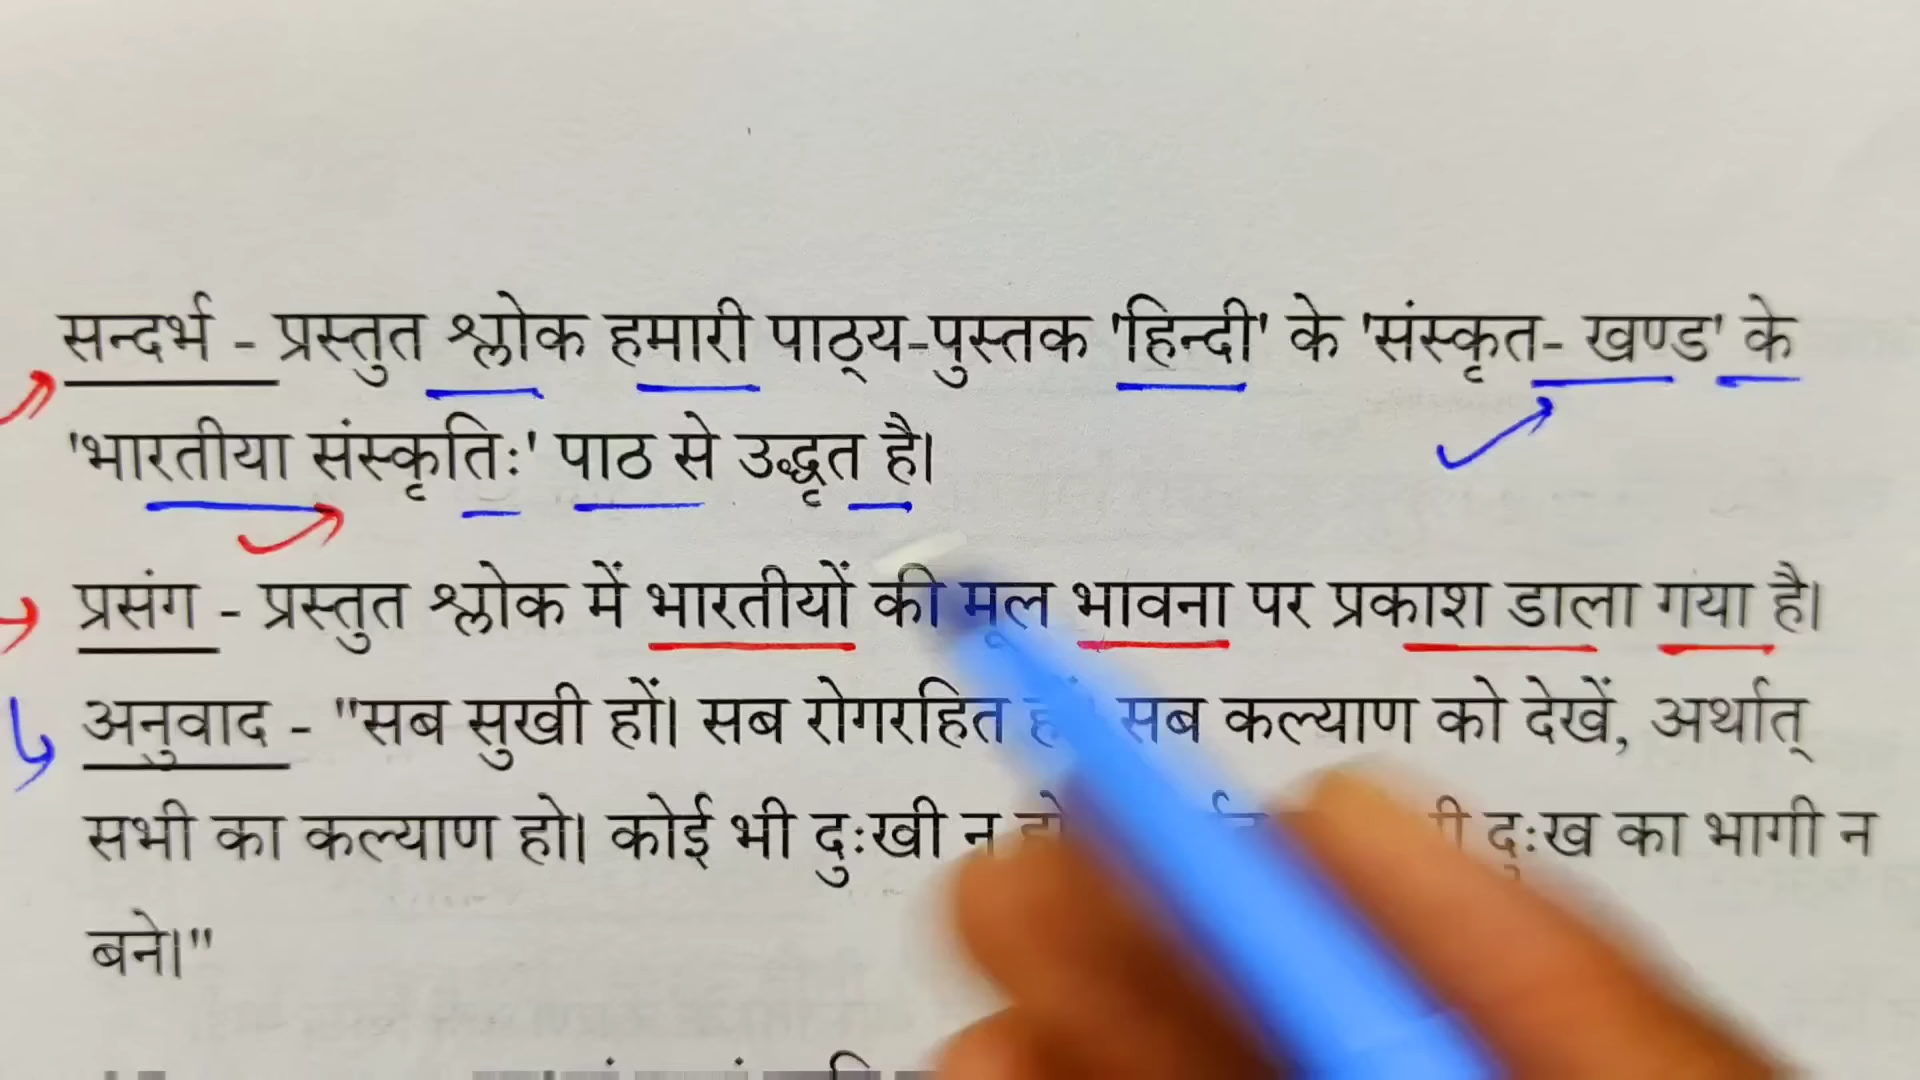 सन्दर्भ - प्रस्तुत श्लोक हमारी पाठ्य-पुस्तक 'हिन्दी' के 'संस्कृत- खण्ड' के
'भारतीया संस्कृतिः' पाठ से उद्धृत है।
प्रसंग - प्रस्तुत श्लोक में भारतीयों की मूल भावना पर प्रकाश डाला गया है।
अनुवाद - "सब सुखी हों। सब रोगरहित सब कल्याण को देखें, अर्थात्
सभी का कल्याण हो। कोई भी दुःखी न दुःख का भागी न
बने।"